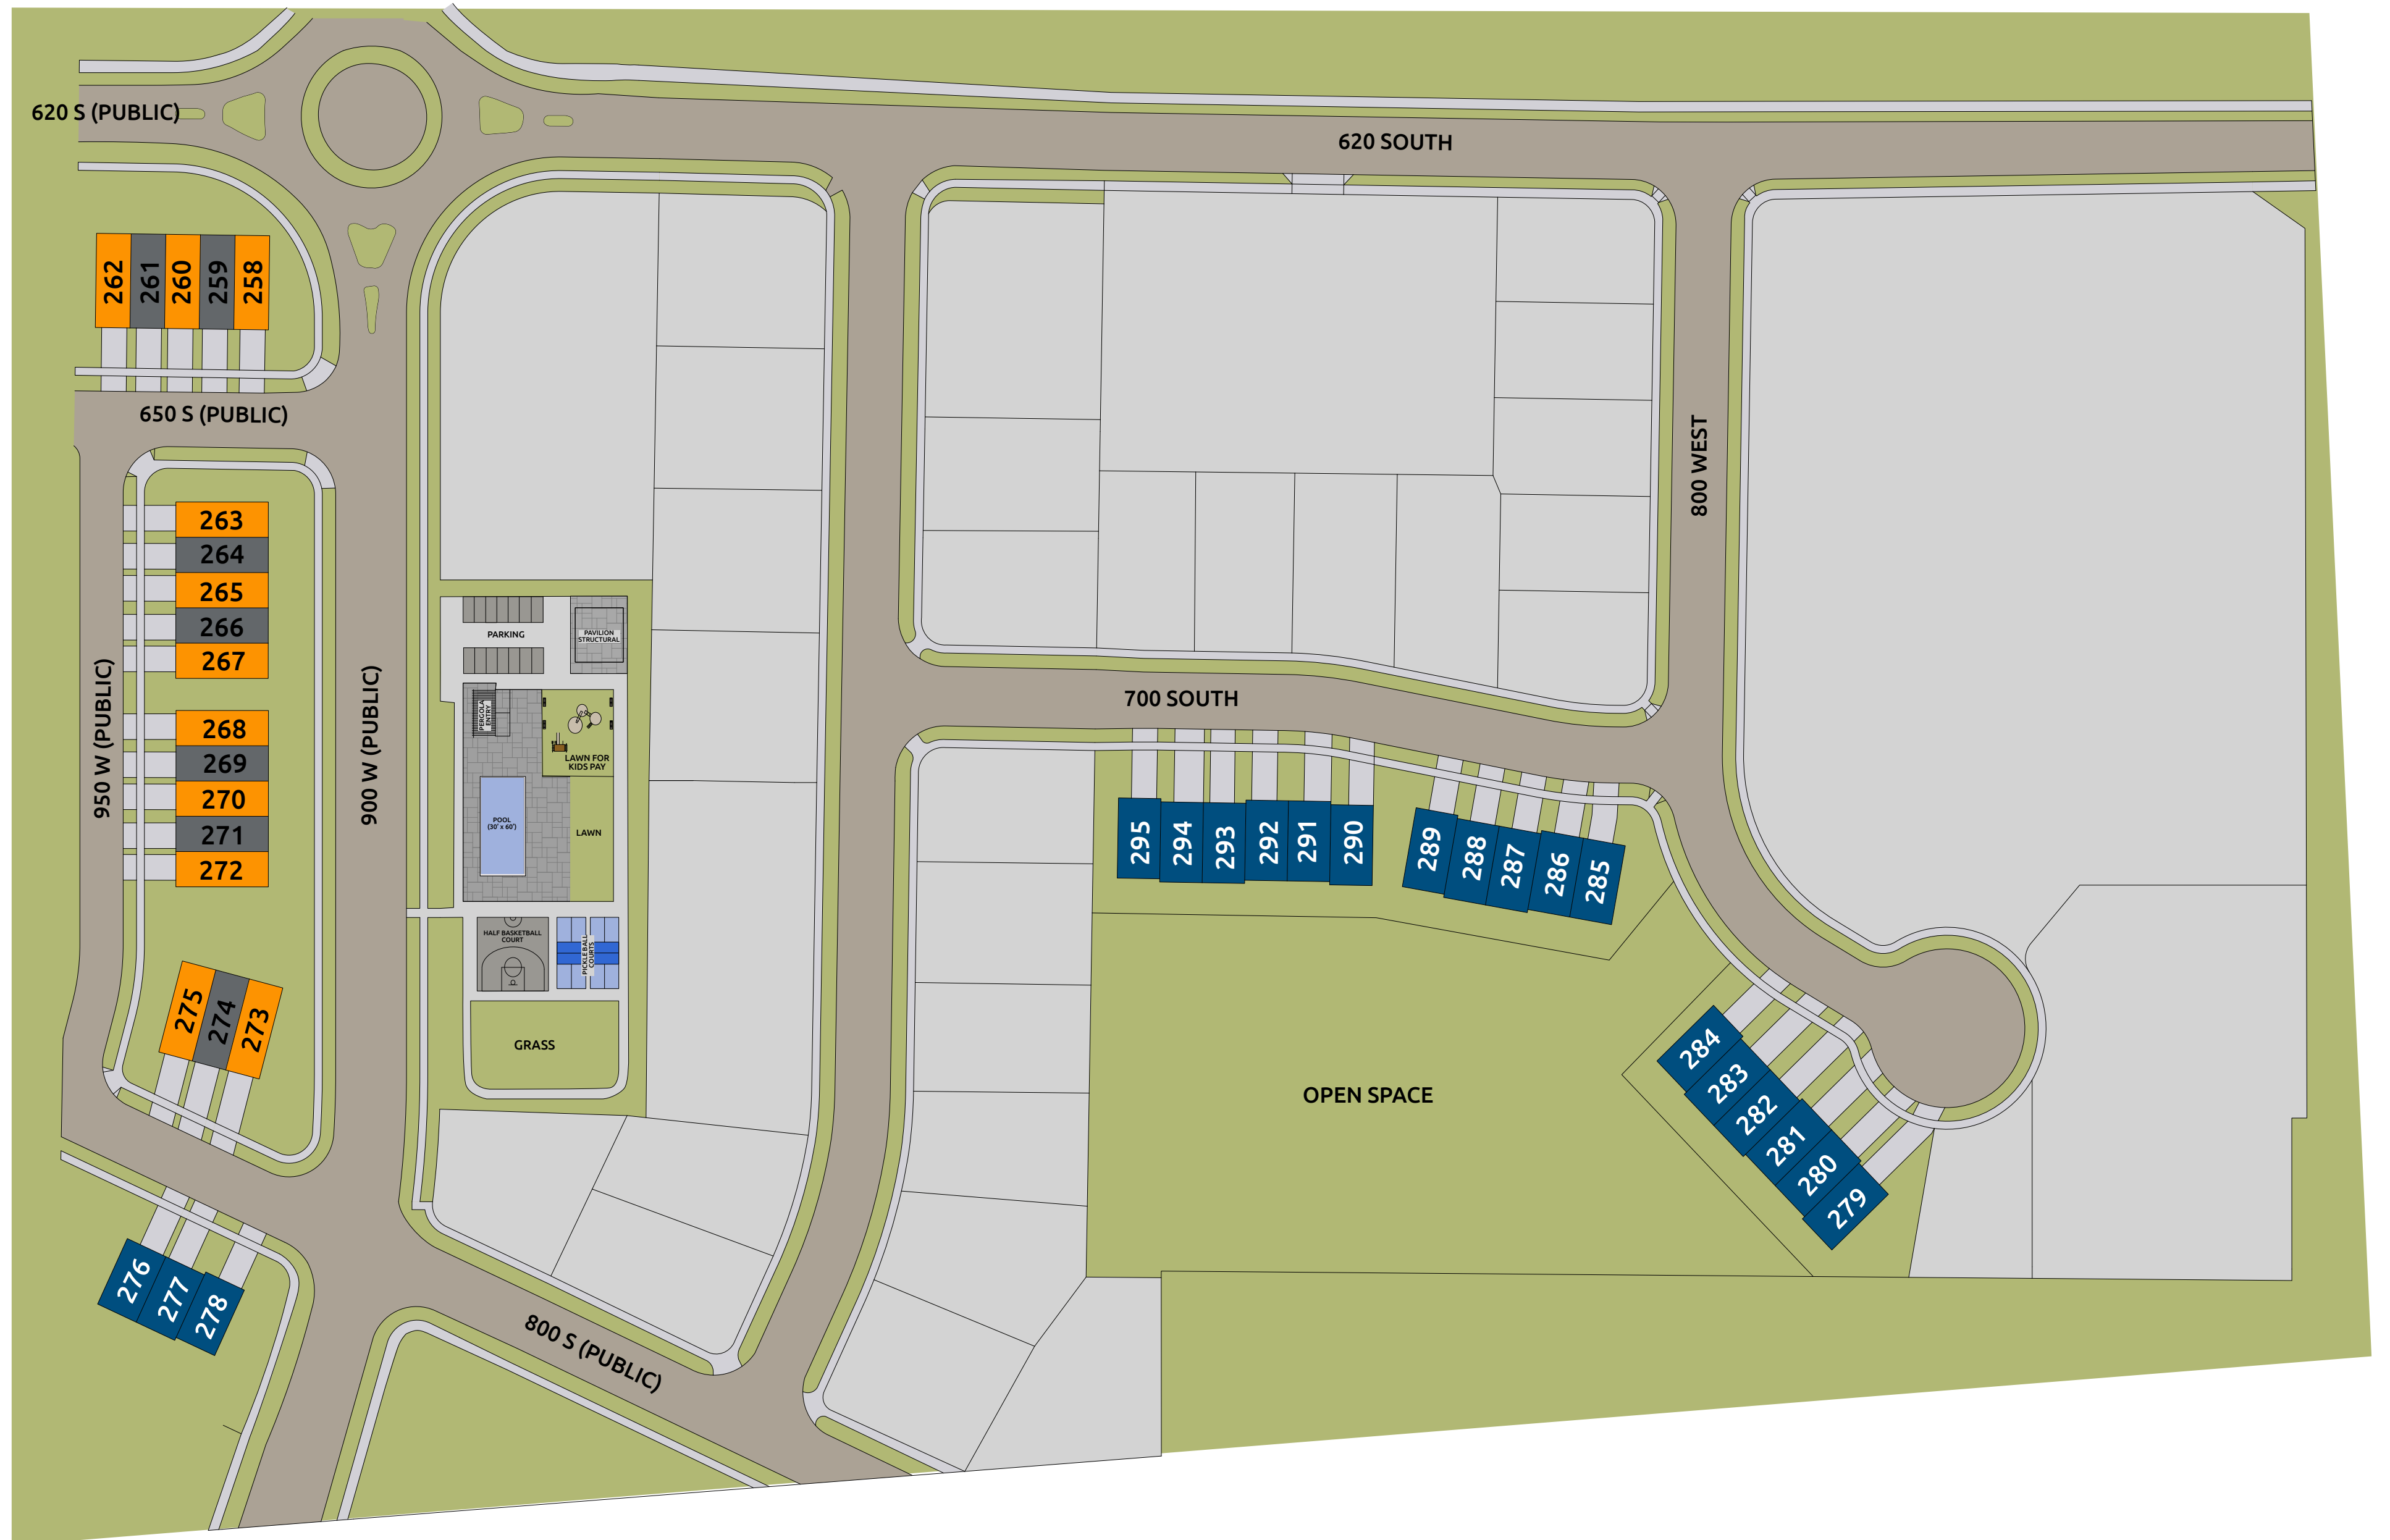 620 S (PUBLIC)
620 SOUTH
262
261
260
259
258
650 S (PUBLIC)
800 WEST
263
264
265
266
267
950 W (PUBLIC)
900 W (PUBLIC)
268
269
270
271
272
PARKING
PAVILION
STRUCTURAL
PERGOLA
ENTRY
LAWN FOR
KIDS PAY
POOL
(30' x 60')
LAWN
HALF BASKETBALL
COURT
PICKLE BALL
COURTS
GRASS
700 SOUTH
295
294
293
292
291
290
289
288
287
286
285
275
274
273
OPEN SPACE
284
283
282
281
280
279
276
277
278
800 S (PUBLIC)